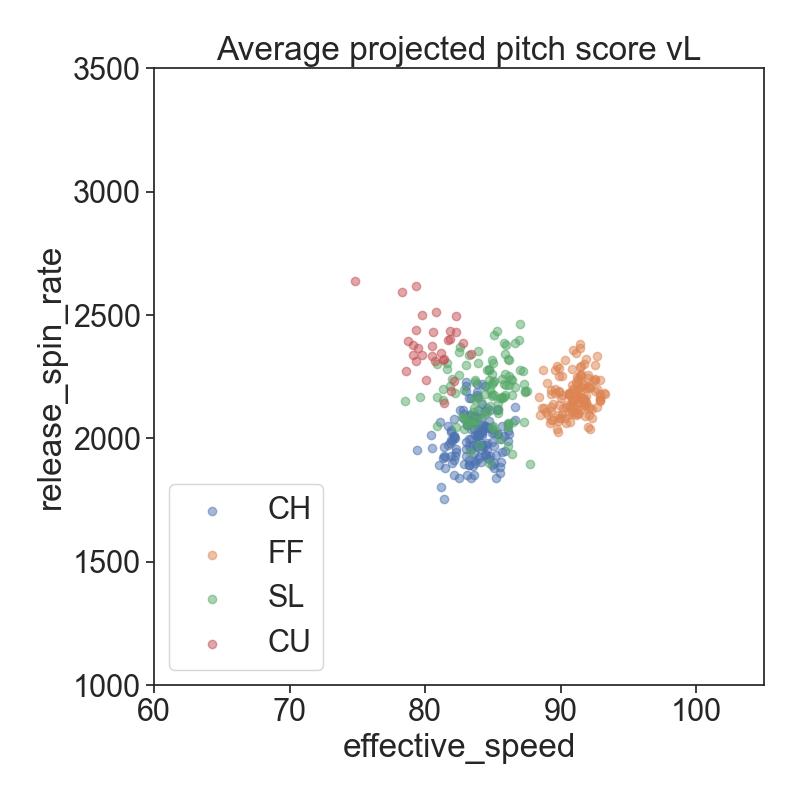 Average projected pitch score vL
3500
3000
2500
2000
1500
1000
release_spin_rate
CH
FF
SL
CU
60
70
80
90
100
effective_speed